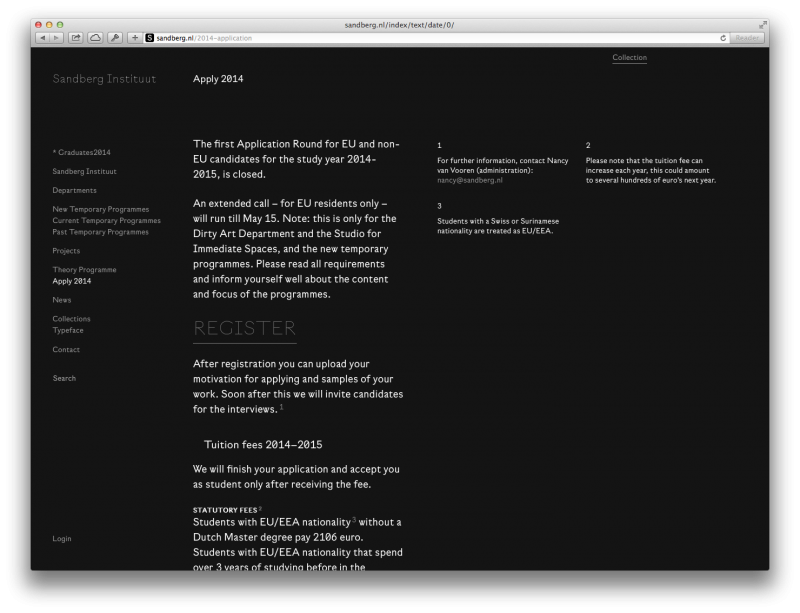 sandberg.nl/index/text/date/0/
sandberg.nl/2014-application
Reader
Collection
Sandberg Instituut
Apply 2014
* Graduates2014
Sandberg Instituut
Departments
New Temporary Programmes
Current Temporary Programmes
Past Temporary Programmes
Projects
Theory Programme
Apply 2014
News
Collections
Typeface
Contact
Search
Login
The first Application Round for EU and non-
EU candidates for the study year 2014-
2015, is closed.
An extended call – for EU residents only –
will run till May 15. Note: this is only for the
Dirty Art Department and the Studio for
Immediate Spaces, and the new temporary
programmes. Please read all requirements
and inform yourself well about the content
and focus of the programmes.
REGISTER
After registration you can upload your
motivation for applying and samples of your
work. Soon after this we will invite candidates
for the interviews. 1
Tuition fees 2014–2015
We will finish your application and accept you
as student only after receiving the fee.
STATUTORY FEES 2
Students with EU/EEA nationality 3 without a
Dutch Master degree pay 2106 euro.
Students with EU/EEA nationality that spend
over 3 years of studying before in the
1
For further information, contact Nancy
van Vooren (administration):
nancy@sandberg.nl
2
Please note that the tuition fee can
increase each year, this could amount
to several hundreds of euro's next year.
3
Students with a Swiss or Surinamese
nationality are treated as EU/EEA.